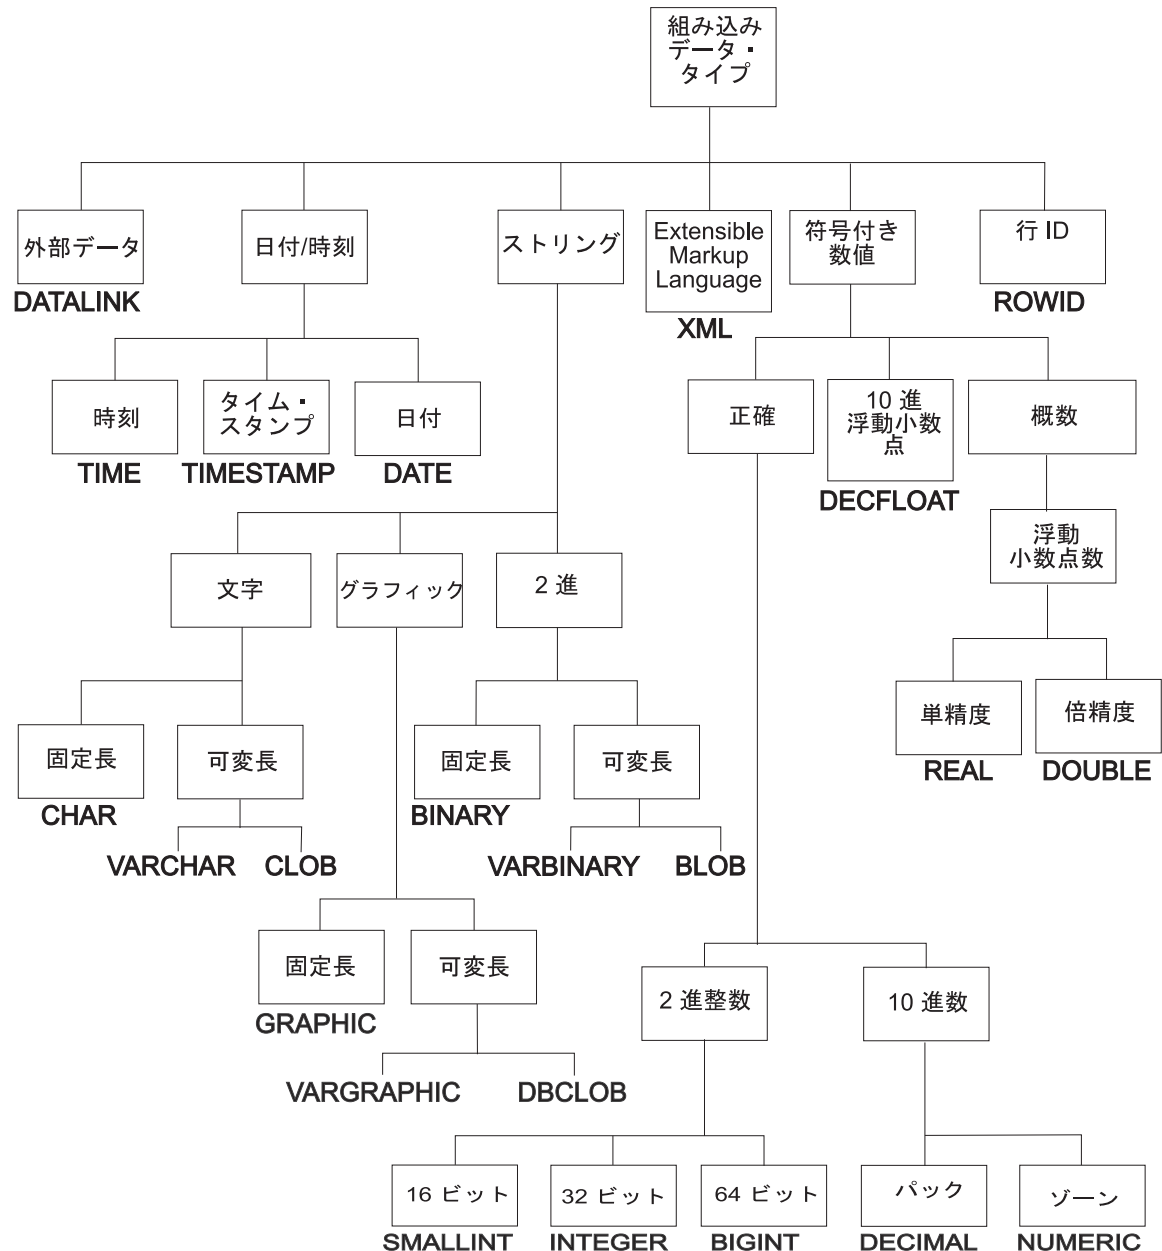 組み込み
データ・
タイプ
外部データ
DATALINK
日付/時刻
ストリング
Extensible
Markup
Language
XML
符号付き
数値
行 ID
ROWID
時刻
TIME
タイム・
スタンプ
TIMESTAMP
日付
DATE
正確
10 進
浮動小数
点
DECFLOAT
概数
浮動
小数点数
文字
グラフィック
2 進
単精度
REAL
倍精度
DOUBLE
固定長
CHAR
可変長
VARCHAR
CLOB
固定長
BINARY
可変長
VARBINARY
BLOB
固定長
GRAPHIC
可変長
VARGRAPHIC
DBCLOB
2 進整数
10 進数
16 ビット
SMALLINT
32 ビット
INTEGER
64 ビット
BIGINT
パック
DECIMAL
ゾーン
NUMERIC